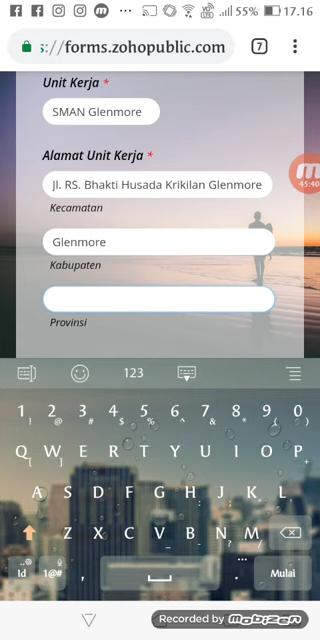 55% 17.16
s://forms.zohopublic.com 7
Unit Kerja *
SMAN Glenmore
Alamat Unit Kerja *
Jl. RS. Bhakti Husada Krikilan Glenmore
45:40
Kecamatan
Glenmore
Kabupaten
Provinsi
123
1 2 3 4 5 6 7 8 9 0
! @ # $ % ^ & * ( )
Q W E R T Y U I O P
A S D F G H J K L
Z X C V B N M
Id 1@# , . Mulai
Recorded by mobizen